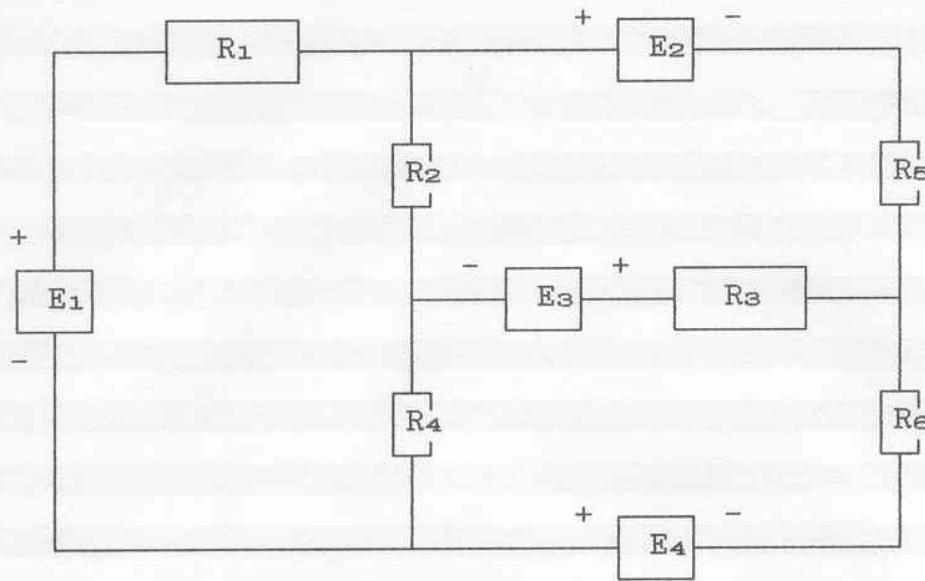 + −
R1 E2
R2 R5
+ − +
E1 E3 R3
−
R4 R6
+ −
E4